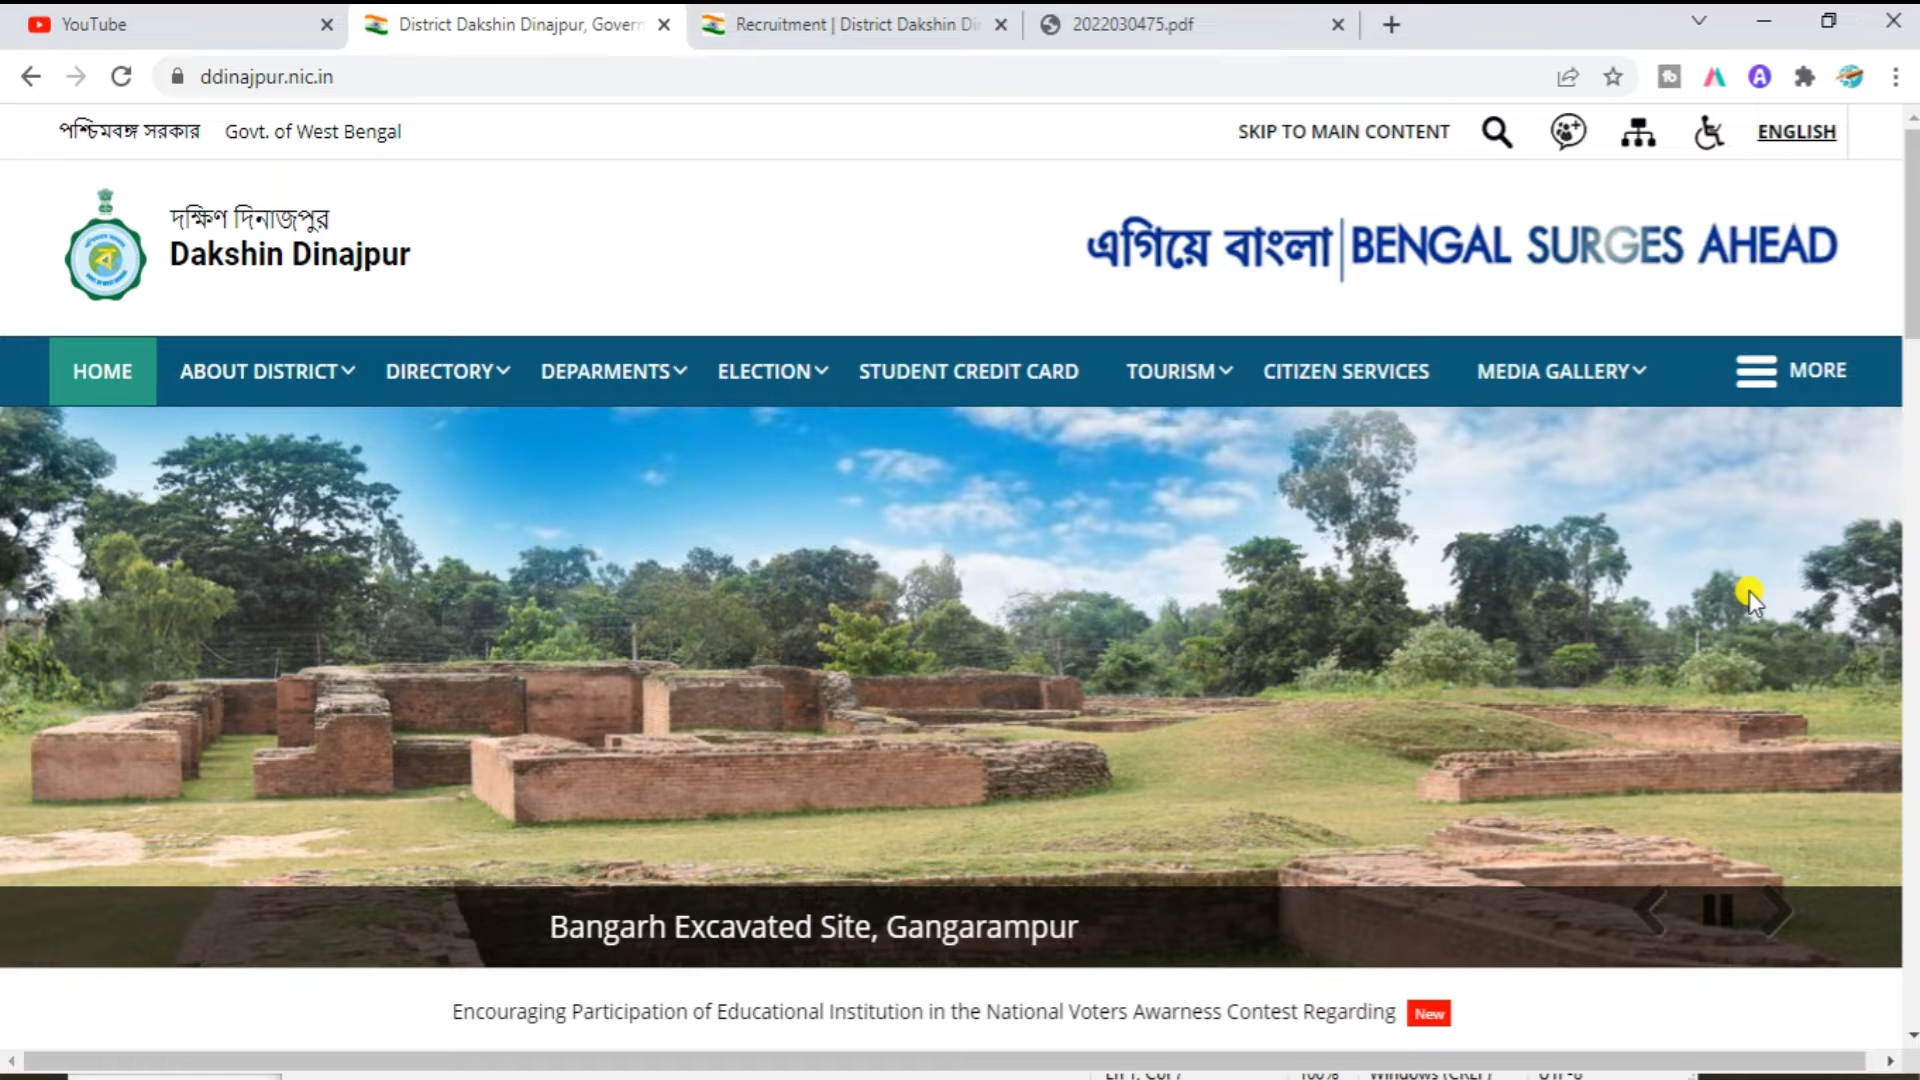 YouTube
District Dakshin Dinajpur, Govern
Recruitment | District Dakshin Di
2022030475.pdf
ddinajpur.nic.in
পশ্চিমবঙ্গ সরকার Govt. of West Bengal
SKIP TO MAIN CONTENT
ENGLISH
দক্ষিণ দিনাজপুর
Dakshin Dinajpur
এগিয়ে বাংলা BENGAL SURGES AHEAD
HOME ABOUT DISTRICT DIRECTORY DEPARMENTS ELECTION STUDENT CREDIT CARD TOURISM CITIZEN SERVICES MEDIA GALLERY MORE
Bangarh Excavated Site, Gangarampur
Encouraging Participation of Educational Institution in the National Voters Awarness Contest Regarding New